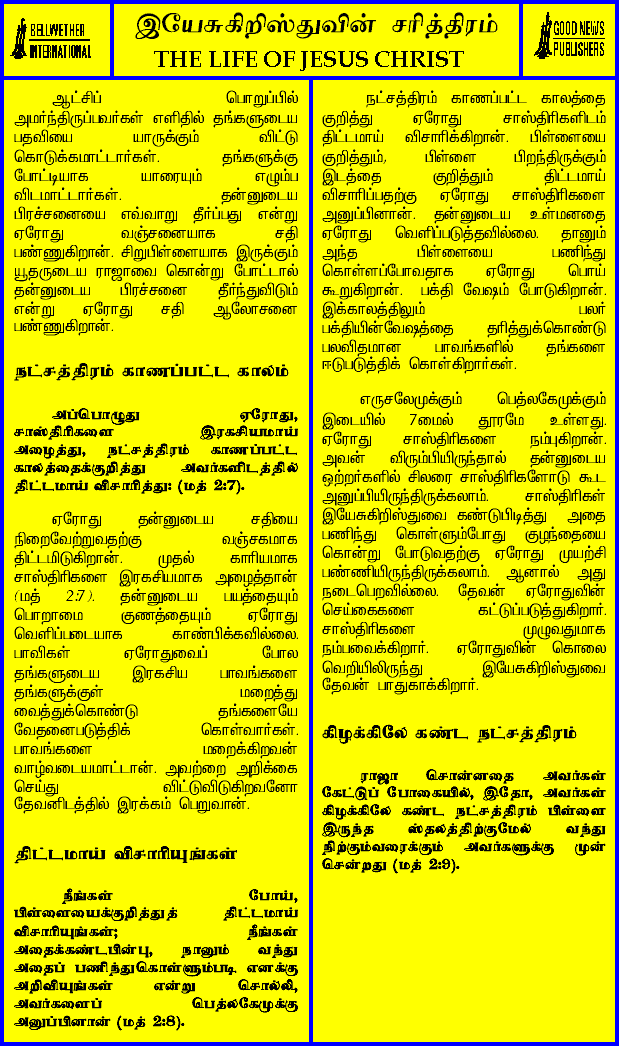 BELLWETHER
INTERNATIONAL
இயேசுகிறிஸ்துவின் சரித்திரம்
THE LIFE OF JESUS CHRIST
GOOD NEWS
PUBLISHERS
ஆட்சிப் பொறுப்பில்
அமர்ந்திருப்பவர்கள் எளிதில் தங்களுடைய
பதவியை யாருக்கும் விட்டு
கொடுக்கமாட்டார்கள். தங்களுக்கு
போட்டியாக யாரையும் எழும்ப
விடமாட்டார்கள். தன்னுடைய
பிரச்சனையை எவ்வாறு தீர்ப்பது என்று
ஏரோது வஞ்சனையாக சதி
பண்ணுகிறான். சிறுபிள்ளையாக இருக்கும்
யூதருடைய ராஜாவை கொன்று போட்டால்
தன்னுடைய பிரச்சனை தீர்ந்துவிடும்
என்று ஏரோது சதி ஆலோசனை
பண்ணுகிறான்.
நட்சத்திரம் காணப்பட்ட காலம்
அப்பொழுது ஏரோது,
சாஸ்திரிகளை இரகசியமாய்
அழைத்து, நட்சத்திரம் காணப்பட்ட
காலத்தைக்குறித்து அவர்களிடத்தில்
திட்டமாய் விசாரித்து: (மத் 2:7).
ஏரோது தன்னுடைய சதியை
நிறைவேற்றுவதற்கு வஞ்சகமாக
திட்டமிடுகிறான். முதல் காரியமாக
சாஸ்திரிகளை இரகசியமாக அழைத்தான்
(மத் 2:7). தன்னுடைய பயத்தையும்
பொறாமை குணத்தையும் ஏரோது
வெளிப்படையாக காண்பிக்கவில்லை.
பாவிகள் ஏரோதுவைப் போல
தங்களுடைய இரகசிய பாவங்களை
தங்களுக்குள் மறைத்து
வைத்துக்கொண்டு தங்களையே
வேதனைபடுத்திக் கொள்வார்கள்.
பாவங்களை மறைக்கிறவன்
வாழ்வடையமாட்டான். அவற்றை அறிக்கை
செய்து விட்டுவிடுகிறவனோ
தேவனிடத்தில் இரக்கம் பெறுவான்.
திட்டமாய் விசாரியுங்கள்
நீங்கள் போய்,
பிள்ளையைக்குறித்துத் திட்டமாய்
விசாரியுங்கள்; நீங்கள்
அதைக்கண்டபின்பு, நானும் வந்து
அதைப் பணிந்துகொள்ளும்படி, எனக்கு
அறிவியுங்கள் என்று சொல்லி,
அவர்களைப் பெத்லகேமுக்கு
அனுப்பினான் (மத் 2:8).
நட்சத்திரம் காணப்பட்ட காலத்தை
குறித்து ஏரோது சாஸ்திரிகளிடம்
திட்டமாய் விசாரிக்கிறான். பிள்ளையை
குறித்தும், பிள்ளை பிறந்திருக்கும்
இடத்தை குறித்தும் திட்டமாய்
விசாரிப்பதற்கு ஏரோது சாஸ்திரிகளை
அனுப்பினான். தன்னுடைய உள்மனதை
ஏரோது வெளிப்படுத்தவில்லை. தானும்
அந்த பிள்ளையை பணிந்து
கொள்ளப்போவதாக ஏரோது பொய்
கூறுகிறான். பக்தி வேஷம் போடுகிறான்.
இக்காலத்திலும் பலர்
பக்தியின்வேஷத்தை தரித்துக்கொண்டு
பலவிதமான பாவங்களில் தங்களை
ஈடுபடுத்திக் கொள்கிறார்கள்.
எருசலேமுக்கும் பெத்லகேமுக்கும்
இடையில் 7மைல் தூரமே உள்ளது.
ஏரோது சாஸ்திரிகளை நம்புகிறான்.
அவன் விரும்பியிருந்தால் தன்னுடைய
ஒற்றர்களில் சிலரை சாஸ்திரிகளோடு கூட
அனுப்பியிருந்திருக்கலாம். சாஸ்திரிகள்
இயேசுகிறிஸ்துவை கண்டுபிடித்து அதை
பணிந்து கொள்ளும்போது குழந்தையை
கொன்று போடுவதற்கு ஏரோது முயற்சி
பண்ணியிருந்திருக்கலாம். ஆனால் அது
நடைபெறவில்லை. தேவன் ஏரோதுவின்
செய்கைகளை கட்டுப்படுத்துகிறார்.
சாஸ்திரிகளை முழுவதுமாக
நம்பவைக்கிறார். ஏரோதுவின் கொலை
வெறியிலிருந்து இயேசுகிறிஸ்துவை
தேவன் பாதுகாக்கிறார்.
கிழக்கிலே கண்ட நட்சத்திரம்
ராஜா சொன்னதை அவர்கள்
கேட்டுப் போகையில், இதோ, அவர்கள்
கிழக்கிலே கண்ட நட்சத்திரம் பிள்ளை
இருந்த ஸ்தலத்திற்குமேல் வந்து
நிற்கும்வரைக்கும் அவர்களுக்கு முன்
சென்றது (மத் 2:9).